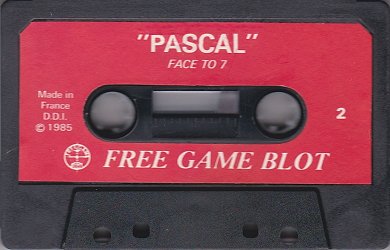 "PASCAL"
FACE TO 7
Made in
France
D.D.I.
© 1985
2
FREE GAME BLOT